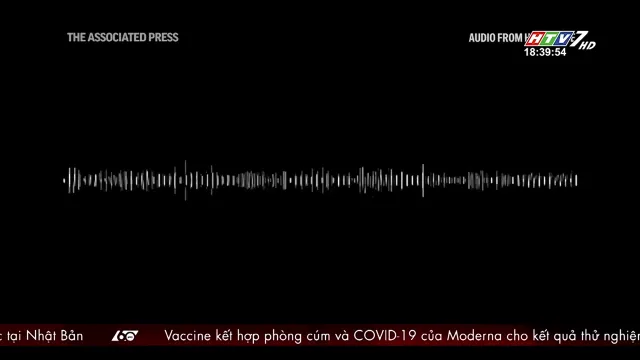 THE ASSOCIATED PRESS
AUDIO FROM
HTV7 HD
18:39:54
tại Nhật Bản
60
Vaccine kết hợp phòng cúm và COVID-19 của Moderna cho kết quả thử nghiệm